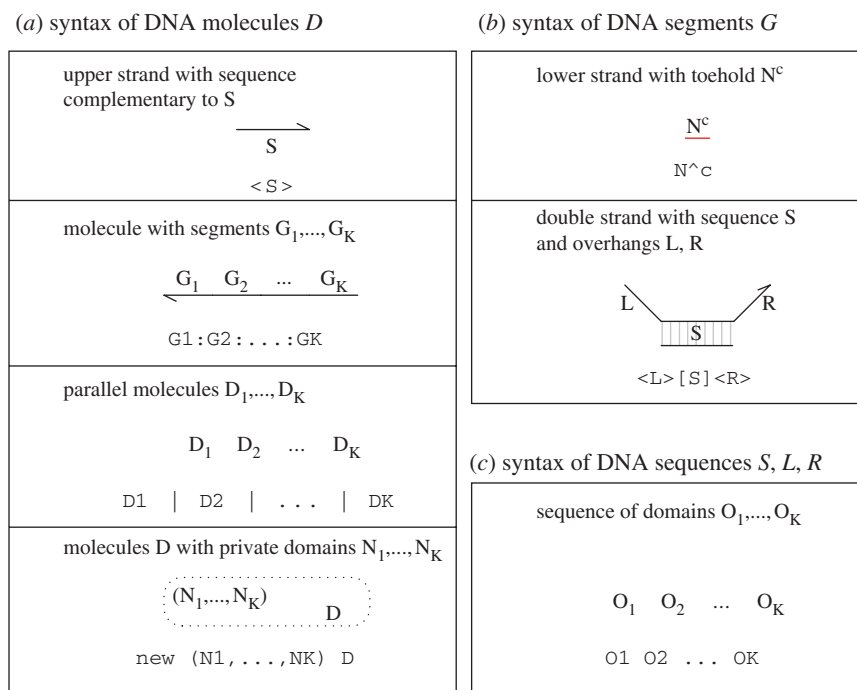 (a) syntax of DNA molecules D
upper strand with sequence
complementary to S
S
<S>
molecule with segments G1,...,GK
G1 G2 ... GK
G1:G2:...:GK
parallel molecules D1,...,DK
D1 D2 ... DK
D1 | D2 | ... | DK
molecules D with private domains N1,...,NK
(N1,...,NK)
D
new (N1,...,NK) D
(b) syntax of DNA segments G
lower strand with toehold Nc
Nc
N^c
double strand with sequence S
and overhangs L, R
L R
S
<L>[S]<R>
(c) syntax of DNA sequences S, L, R
sequence of domains O1,...,OK
O1 O2 ... OK
O1 O2 ... OK